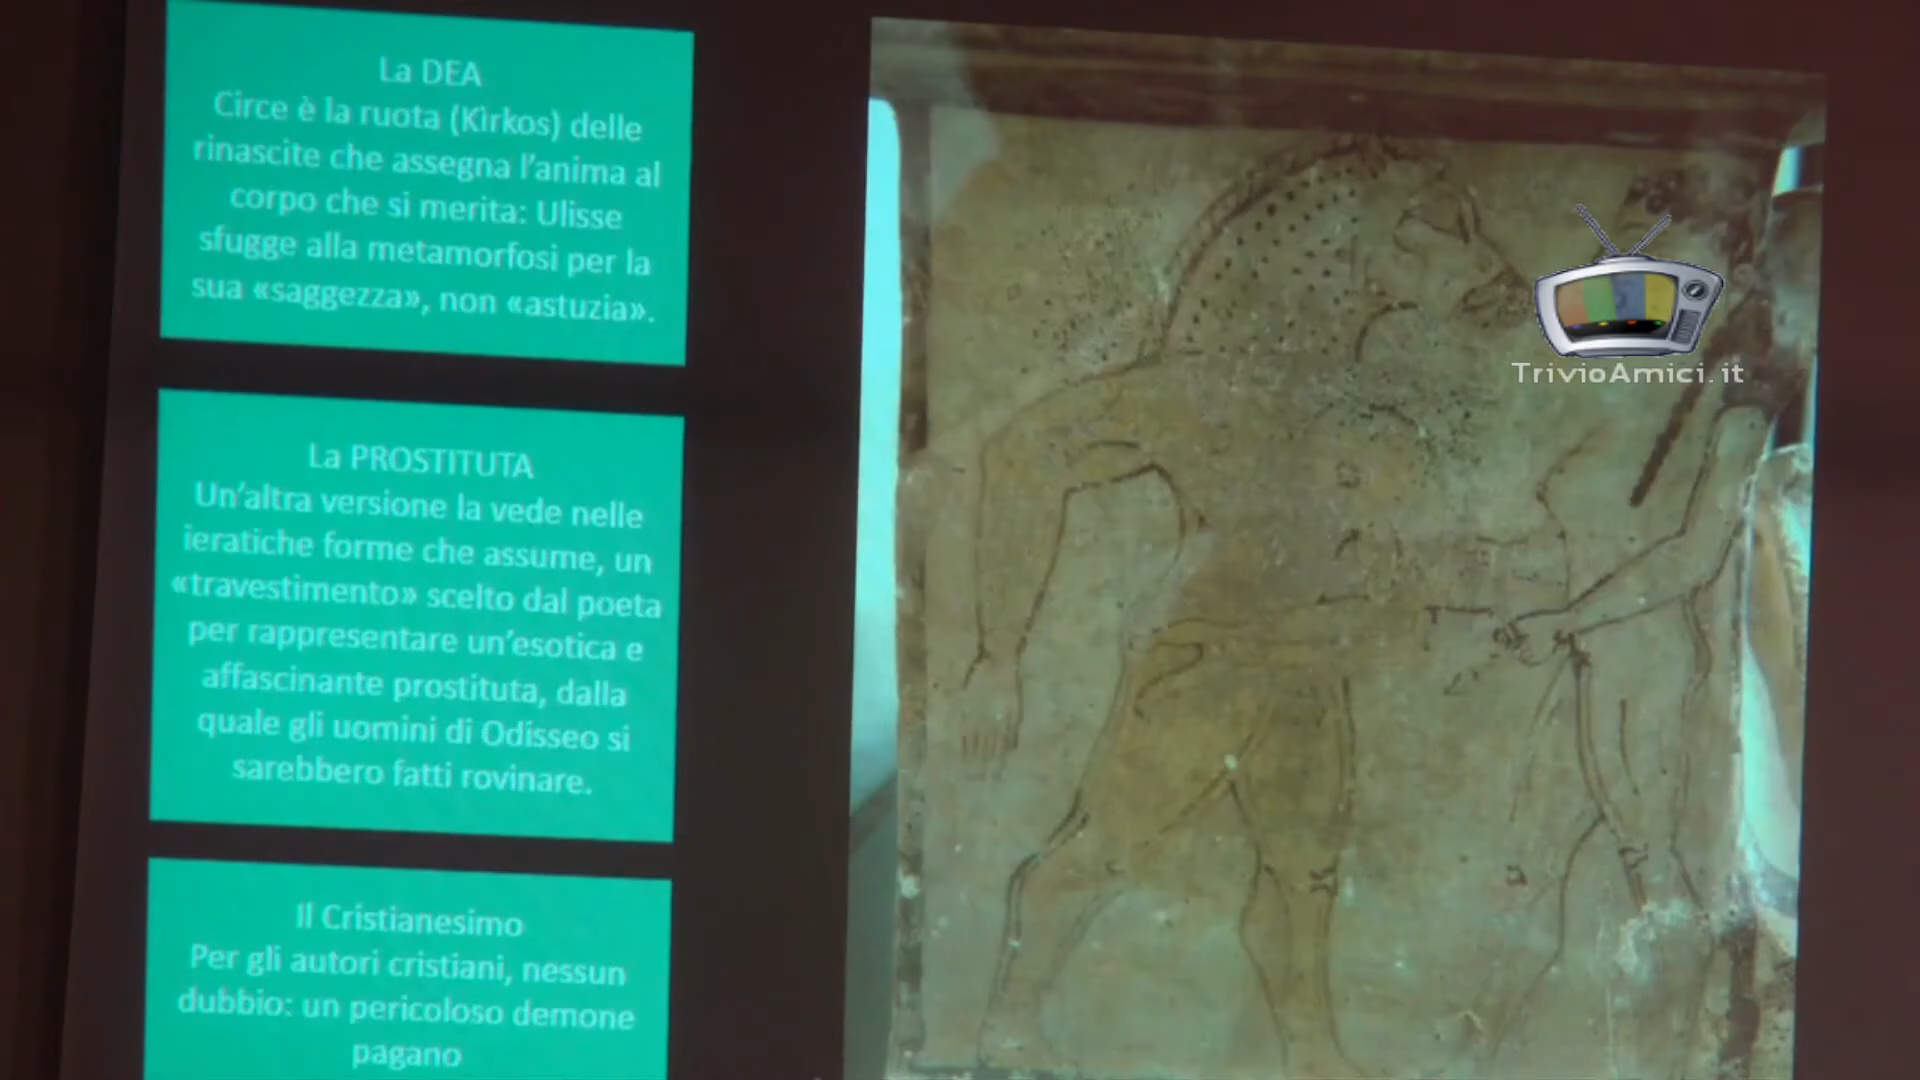 La DEA
Circe è la ruota (Kìrkos) delle
rinascite che assegna l'anima al
corpo che si merita: Ulisse
sfugge alla metamorfosi per la
sua «saggezza», non «astuzia».
La PROSTITUTA
Un'altra versione la vede nelle
ieratiche forme che assume, un
«travestimento» scelto dal poeta
per rappresentare un'esotica e
affascinante prostituta, dalla
quale gli uomini di Odisseo si
sarebbero fatti rovinare.
Il Cristianesimo
Per gli autori cristiani, nessun
dubbio: un pericoloso demone
pagano
TrivioAmici.it